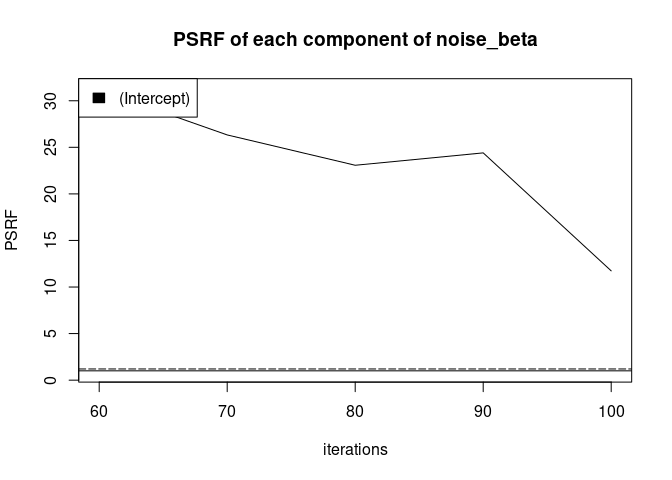 PSRF of each component of noise_beta
(Intercept)
PSRF
30
25
20
15
10
5
0
60 70 80 90 100
iterations